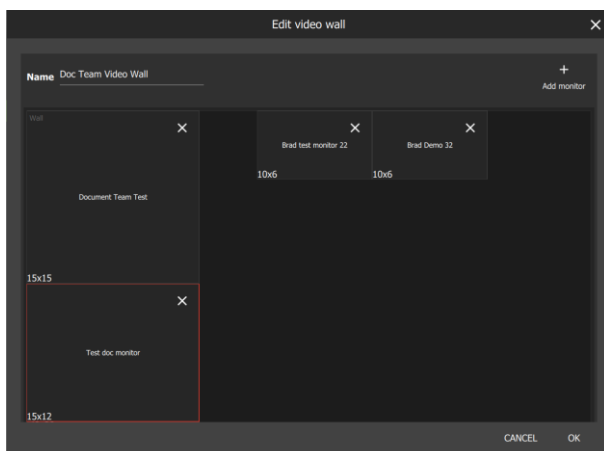 Edit video wall
Name Doc Team Video Wall
Add monitor
Wall
Document Team Test
15x15
Brad test monitor 22
10x6
Brad Demo 32
10x6
Test doc monitor
15x12
CANCEL OK